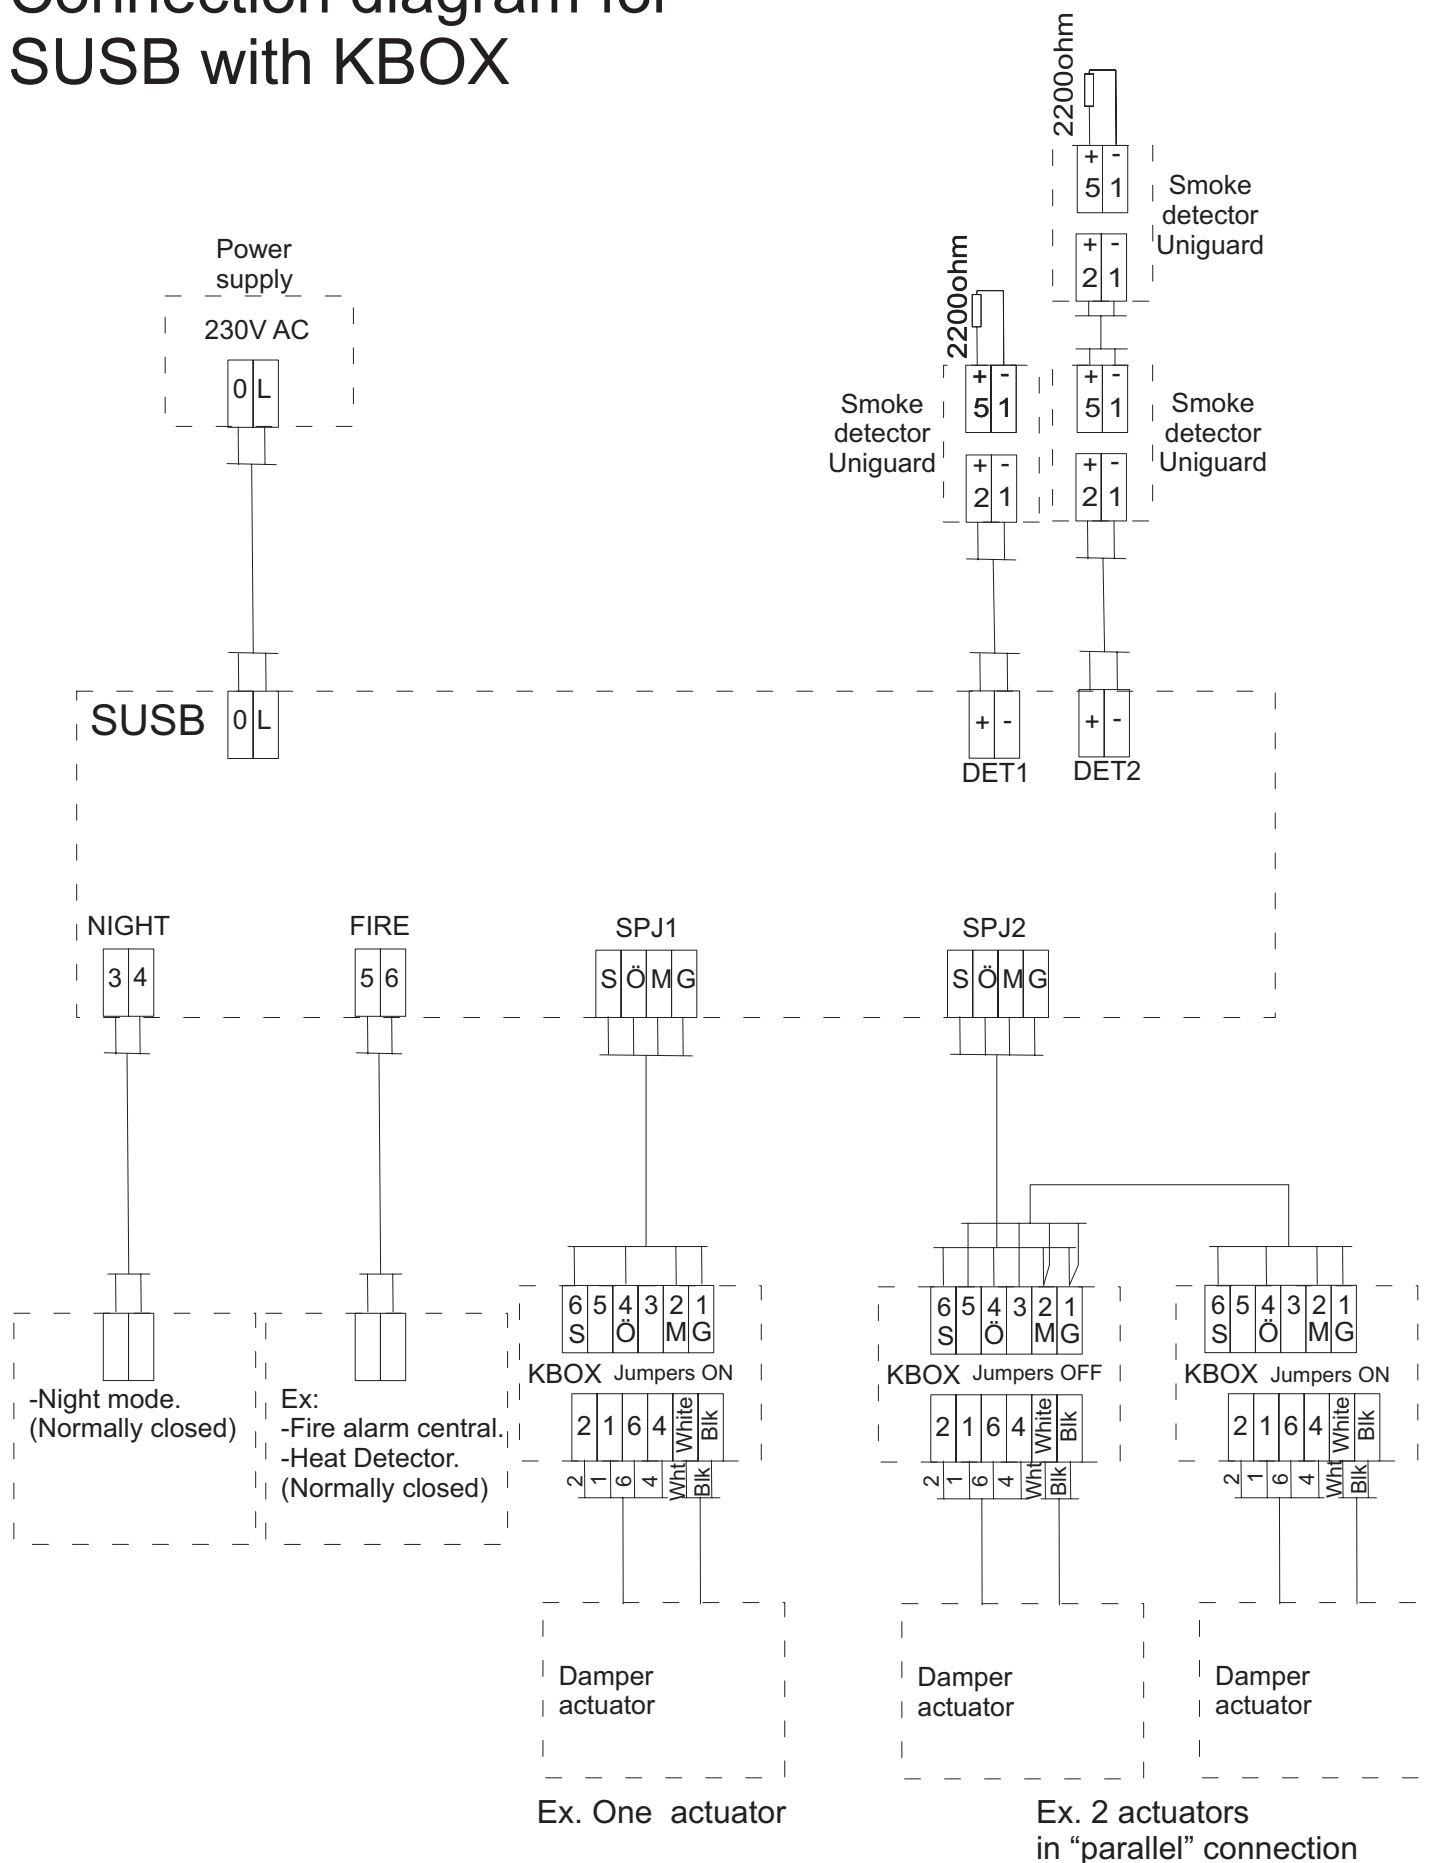 Connection diagram for
SUSB with KBOX
2200ohm
+ -
5 1
Smoke
detector
Uniguard
+ -
2 1
Power
supply
230V AC
0 L
2200ohm
+ -
5 1
Smoke
detector
Uniguard
+ -
2 1
+ -
5 1
Smoke
detector
Uniguard
+ -
2 1
SUSB
0 L
+ -
DET1
+ -
DET2
NIGHT
3 4
FIRE
5 6
SPJ1
S Ö M G
SPJ2
S Ö M G
-Night mode.
(Normally closed)
Ex:
-Fire alarm central.
-Heat Detector.
(Normally closed)
6 5 4 3 2 1
S Ö M G
KBOX Jumpers ON
2 1 6 4 White Blk
2 1 6 4 Wht Blk
6 5 4 3 2 1
S Ö M G
KBOX Jumpers OFF
2 1 6 4 White Blk
2 1 6 4 Wht Blk
6 5 4 3 2 1
S Ö M G
KBOX Jumpers ON
2 1 6 4 White Blk
2 1 6 4 Wht Blk
Damper
actuator
Damper
actuator
Damper
actuator
Ex. One actuator
Ex. 2 actuators
in “parallel” connection